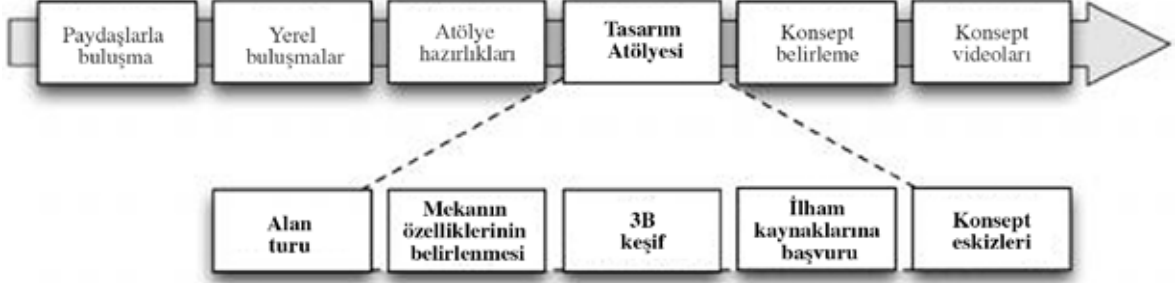 Paydaşlarla
buluşma
Yerel
buluşmalar
Atölye
hazırlıkları
Tasarım
Atölyesi
Konsept
belirleme
Konsept
videoları
Alan
turu
Mekanın
özelliklerinin
belirlenmesi
3B
keşif
İlham
kaynaklarına
başvuru
Konsept
eskizleri